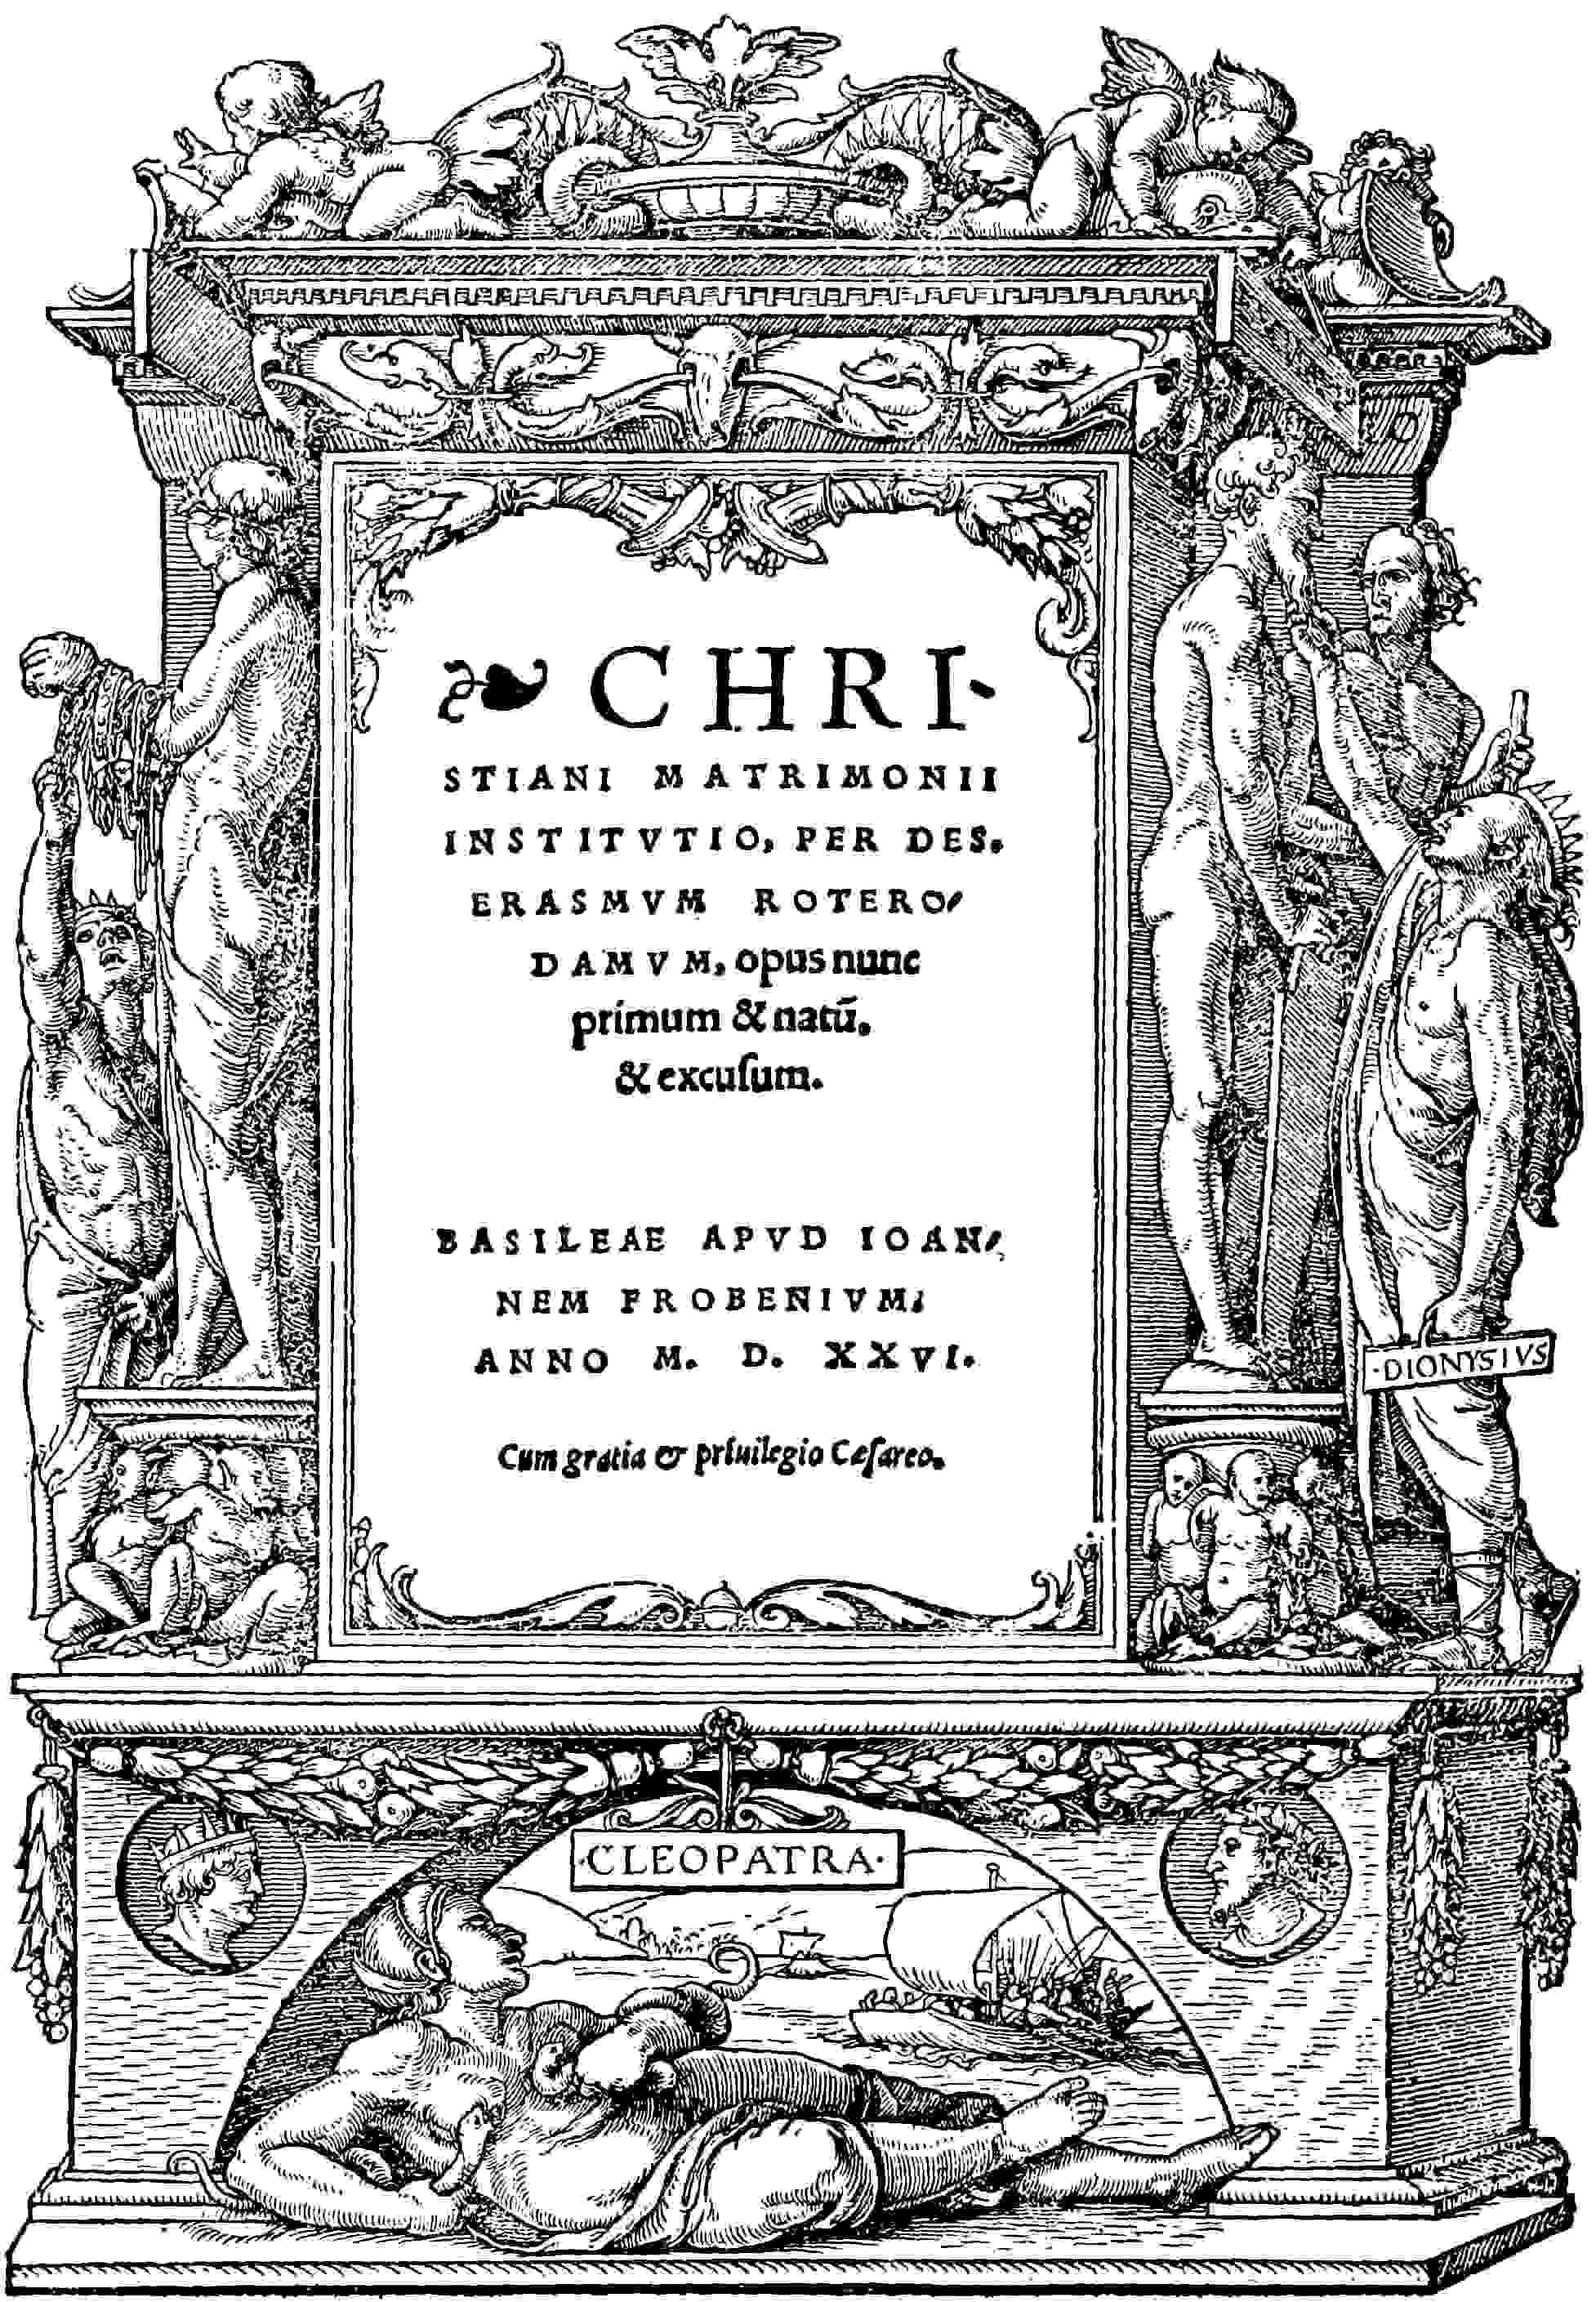 ❧ CHRI-
STIANI MATRIMONII
INSTITVTIO, PER DES.
ERASMVM ROTERO/
DAMVM, opus nunc
primum & natū.
& excuſum.
BASILEAE APVD IOAN/
NEM FROBENIVM,
ANNO M. D. XXVI.
Cum gratia & priuilegio Ceſareo.
·DIONYSIVS
·CLEOPATRA·